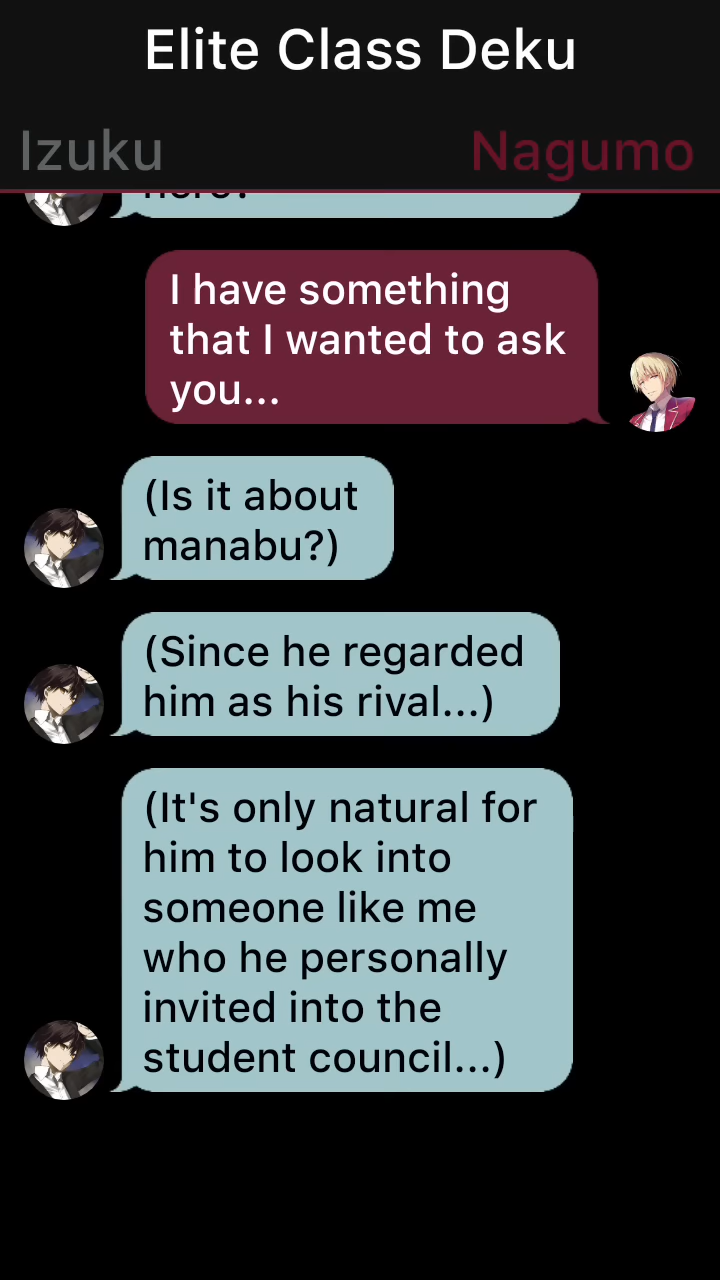 Elite Class Deku
Izuku
Nagumo
I have something
that I wanted to ask
you...
(Is it about
manabu?)
(Since he regarded
him as his rival...)
(It's only natural for
him to look into
someone like me
who he personally
invited into the
student council...)